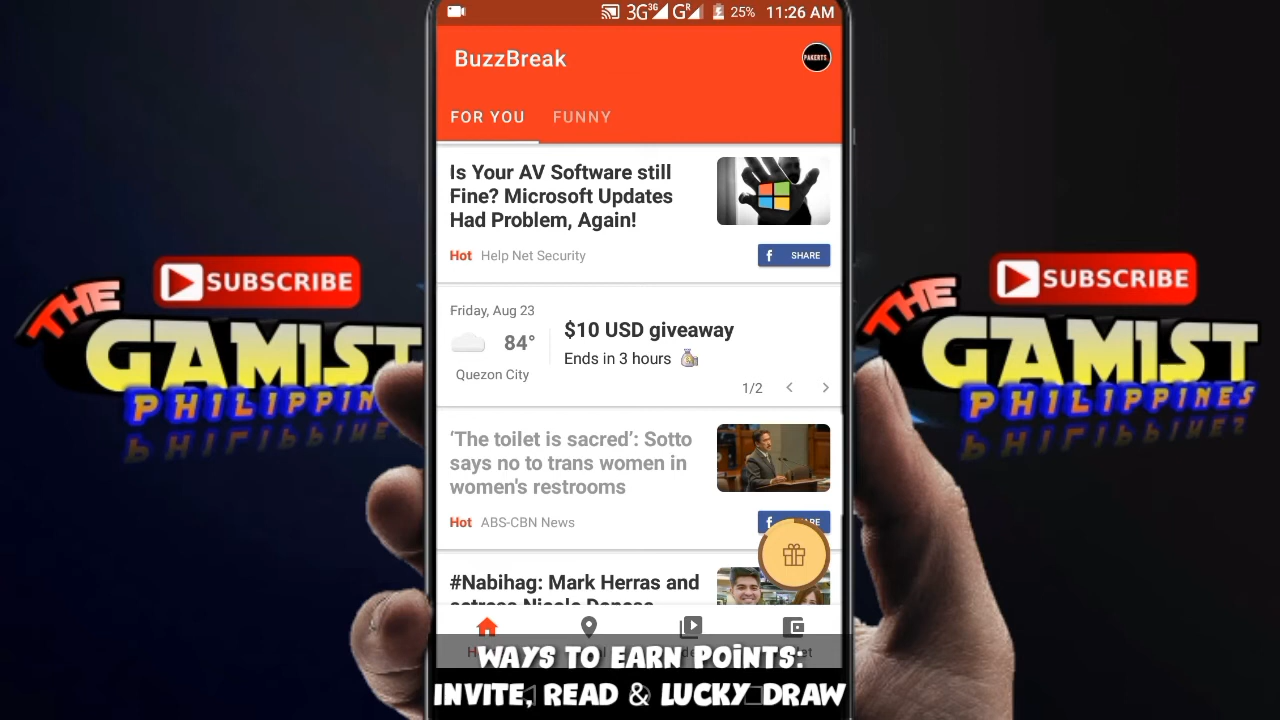 3G 3G GR 25% 11:26 AM
BuzzBreak
PAKERTS
FOR YOU FUNNY
Is Your AV Software still
Fine? Microsoft Updates
Had Problem, Again!
Hot Help Net Security
f SHARE
Friday, Aug 23
84°
Quezon City
$10 USD giveaway
Ends in 3 hours
1/2
'The toilet is sacred': Sotto
says no to trans women in
women's restrooms
Hot ABS-CBN News
#Nabihag: Mark Herras and
WAYS TO EARN POINTS:
INVITE, READ & LUCKY DRAW
SUBSCRIBE
THE
GAMIST
PHILIPPIN
SUBSCRIBE
THE
GAMIST
PHILIPPINES